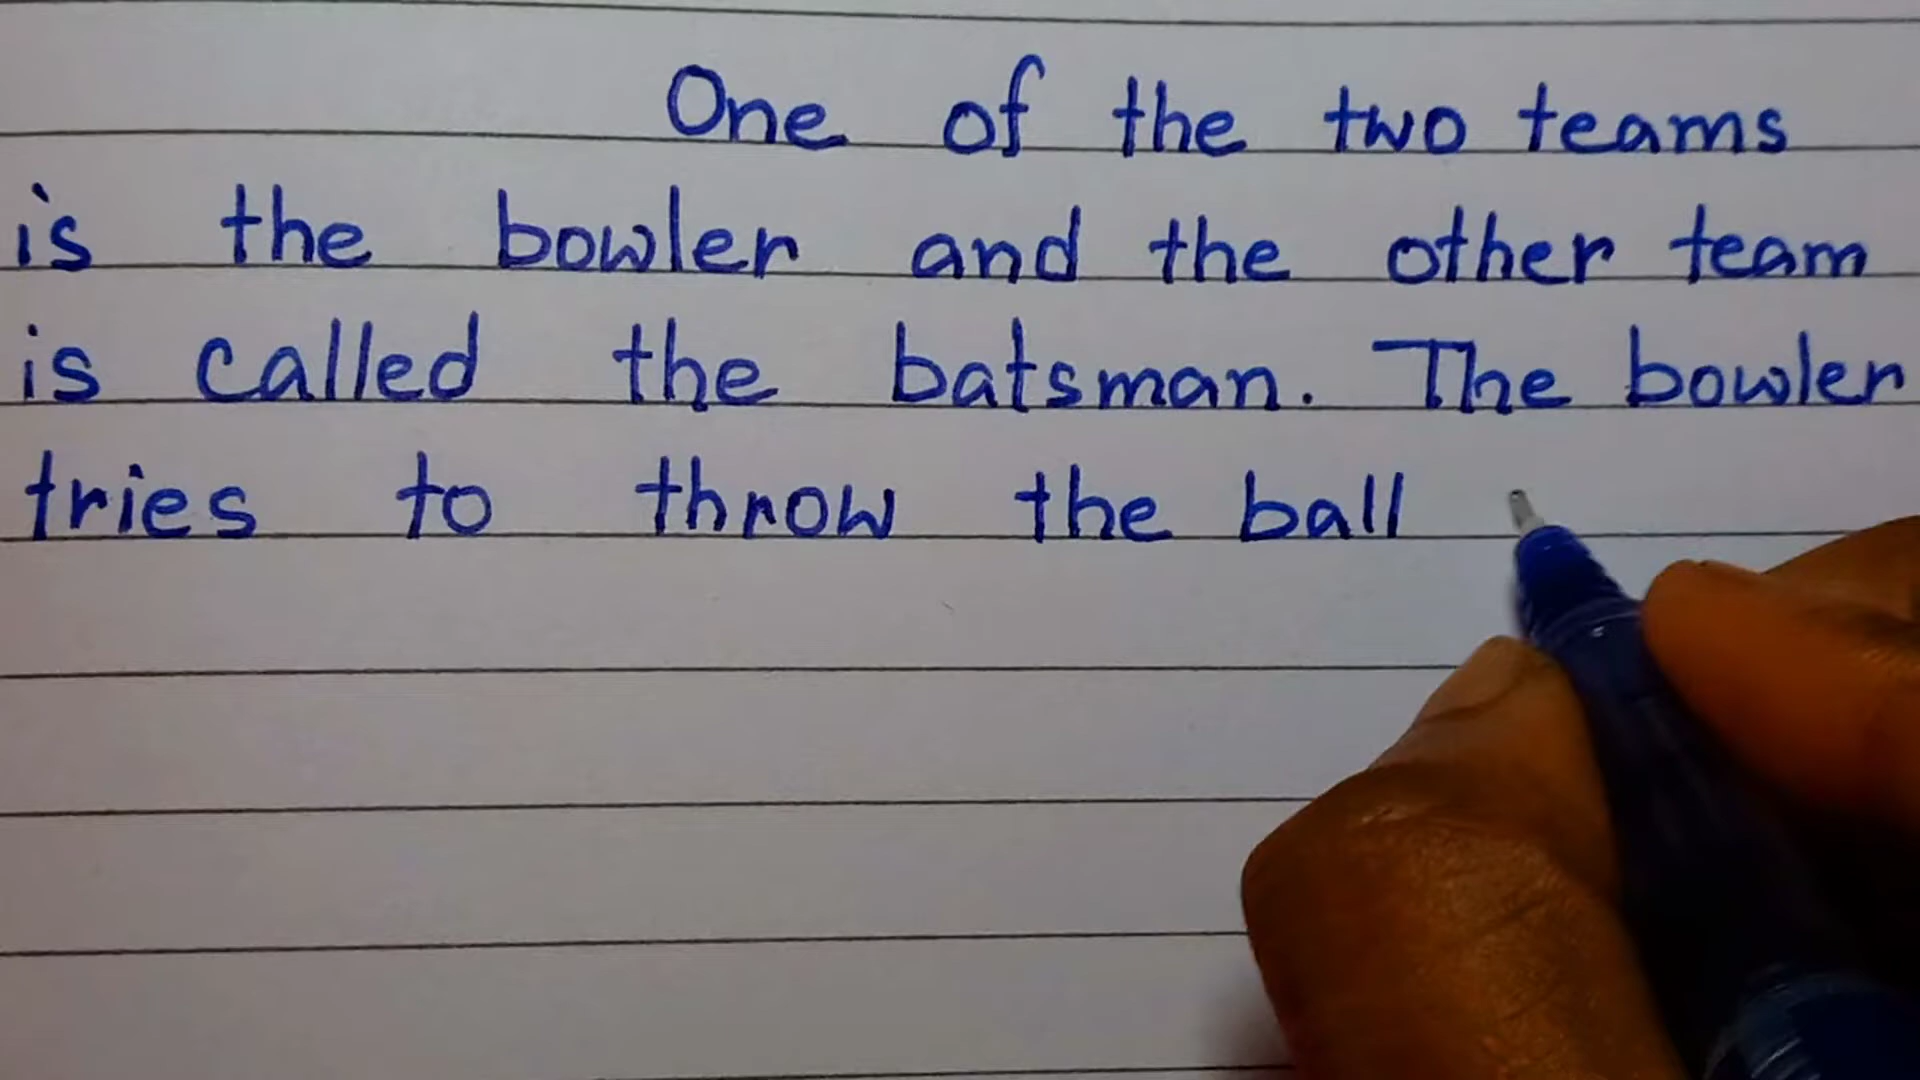 One of the two teams
is the bowler and the other team
is called the batsman. The bowler
tries to throw the ball